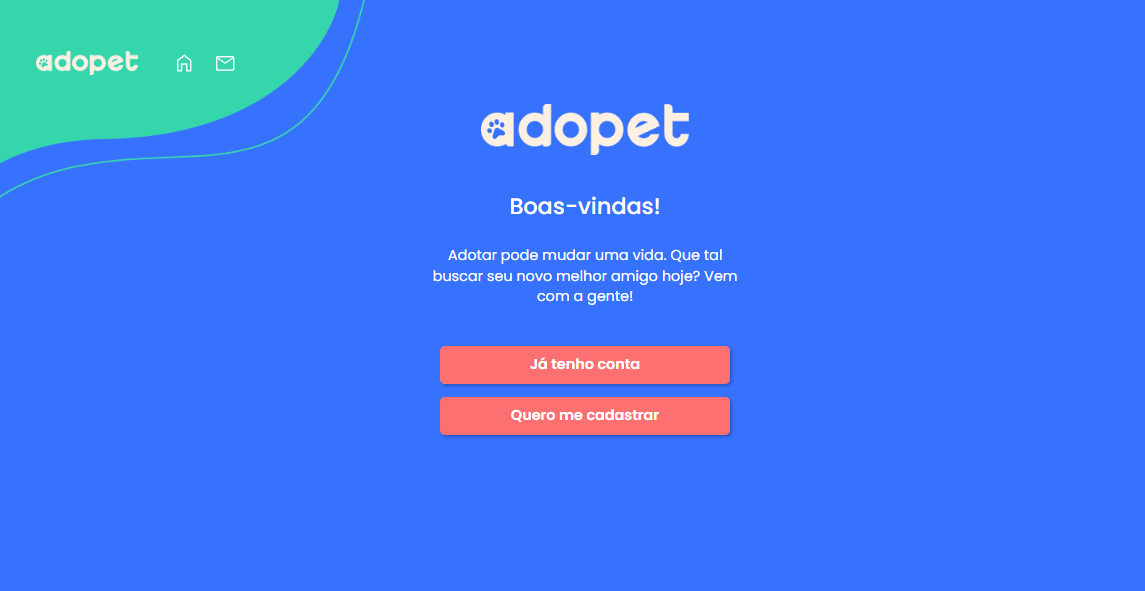 adopet
adopet
Boas-vindas!
Adotar pode mudar uma vida. Que tal
buscar seu novo melhor amigo hoje? Vem
com a gente!
Já tenho conta
Quero me cadastrar